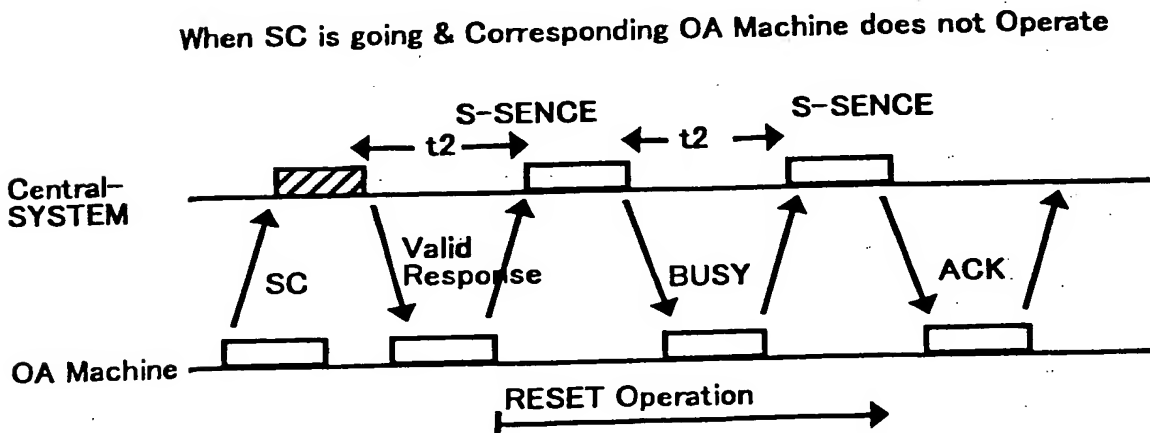 When SC is going & Corresponding OA Machine does not Operate
S-SENCE
S-SENCE
t2
t2
Central-
SYSTEM
Valid
Response
SC
BUSY
ACK
OA Machine
RESET Operation